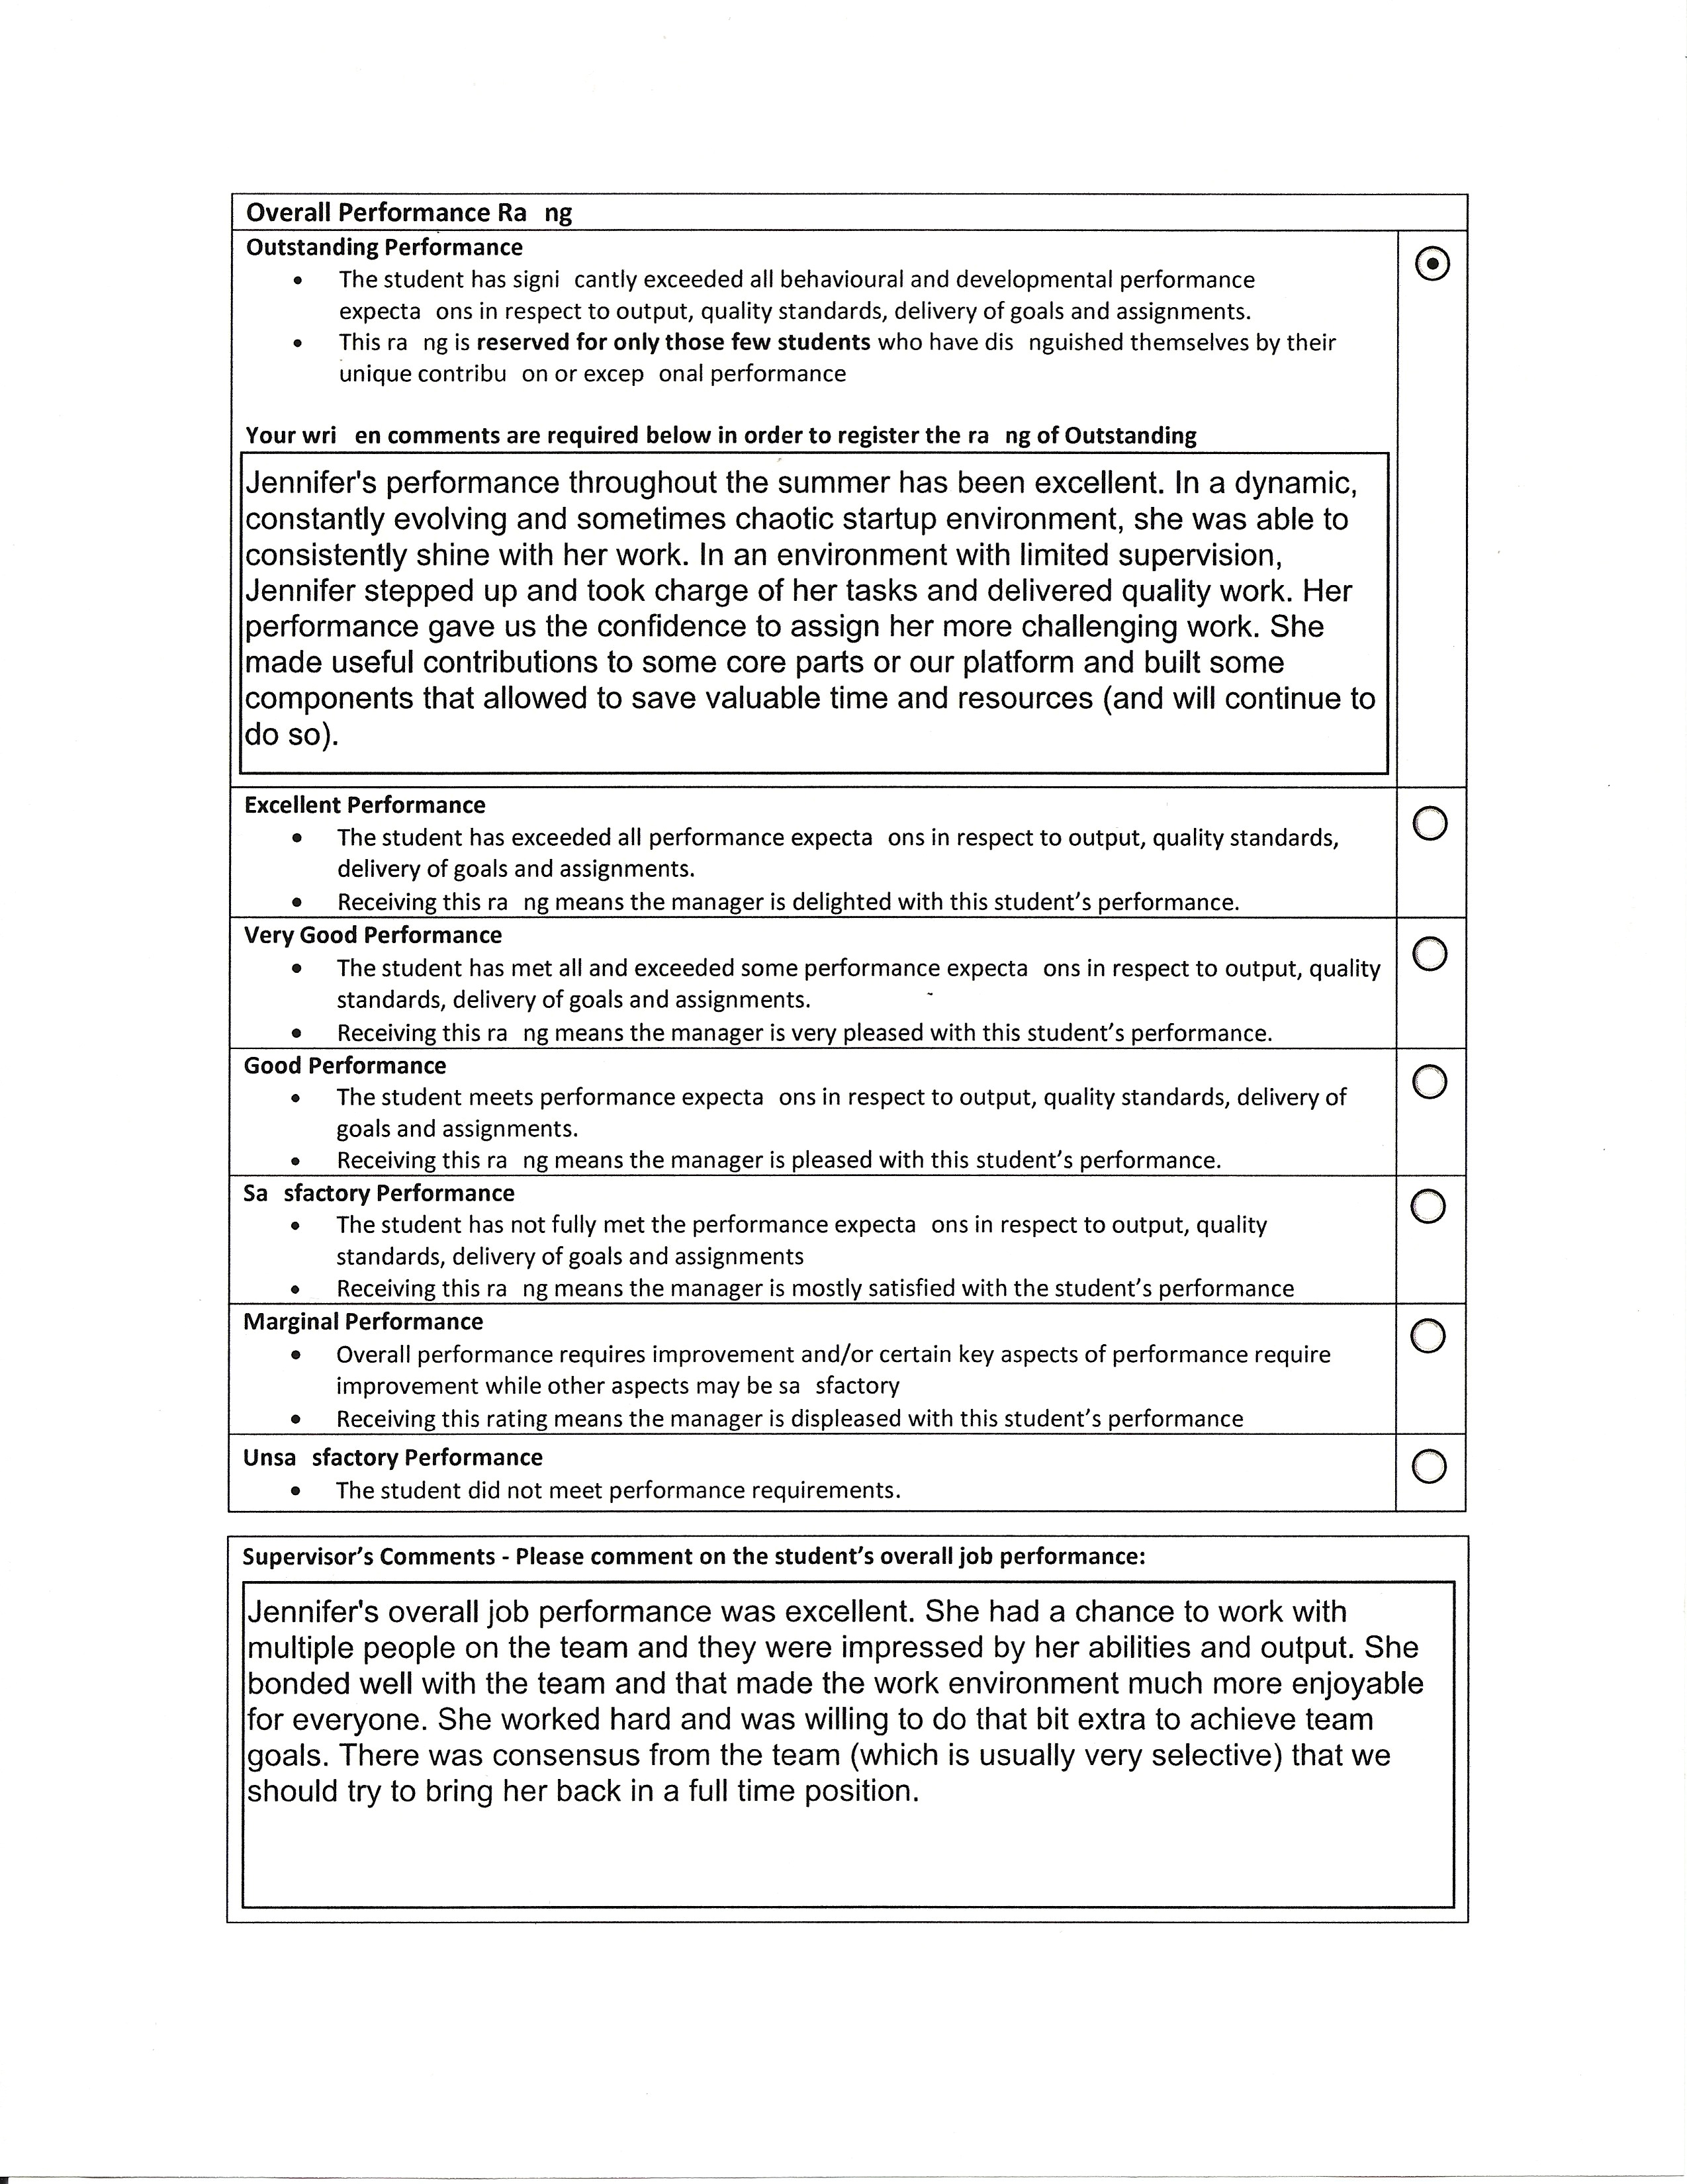 Overall Performance Ra ng
Outstanding Performance
• The student has signi cantly exceeded all behavioural and developmental performance
expecta ons in respect to output, quality standards, delivery of goals and assignments.
• This ra ng is reserved for only those few students who have dis nguished themselves by their
unique contribu on or excep onal performance
Your wri en comments are required below in order to register the ra ng of Outstanding
Jennifer's performance throughout the summer has been excellent. In a dynamic,
constantly evolving and sometimes chaotic startup environment, she was able to
consistently shine with her work. In an environment with limited supervision,
Jennifer stepped up and took charge of her tasks and delivered quality work. Her
performance gave us the confidence to assign her more challenging work. She
made useful contributions to some core parts or our platform and built some
components that allowed to save valuable time and resources (and will continue to
do so).
Excellent Performance
• The student has exceeded all performance expecta ons in respect to output, quality standards,
delivery of goals and assignments.
• Receiving this ra ng means the manager is delighted with this student's performance.
Very Good Performance
• The student has met all and exceeded some performance expecta ons in respect to output, quality
standards, delivery of goals and assignments.
• Receiving this ra ng means the manager is very pleased with this student's performance.
Good Performance
• The student meets performance expecta ons in respect to output, quality standards, delivery of
goals and assignments.
• Receiving this ra ng means the manager is pleased with this student's performance.
Sa sfactory Performance
• The student has not fully met the performance expecta ons in respect to output, quality
standards, delivery of goals and assignments
• Receiving this ra ng means the manager is mostly satisfied with the student's performance
Marginal Performance
• Overall performance requires improvement and/or certain key aspects of performance require
improvement while other aspects may be sa sfactory
• Receiving this rating means the manager is displeased with this student's performance
Unsa sfactory Performance
• The student did not meet performance requirements.
Supervisor's Comments - Please comment on the student's overall job performance:
Jennifer's overall job performance was excellent. She had a chance to work with
multiple people on the team and they were impressed by her abilities and output. She
bonded well with the team and that made the work environment much more enjoyable
for everyone. She worked hard and was willing to do that bit extra to achieve team
goals. There was consensus from the team (which is usually very selective) that we
should try to bring her back in a full time position.